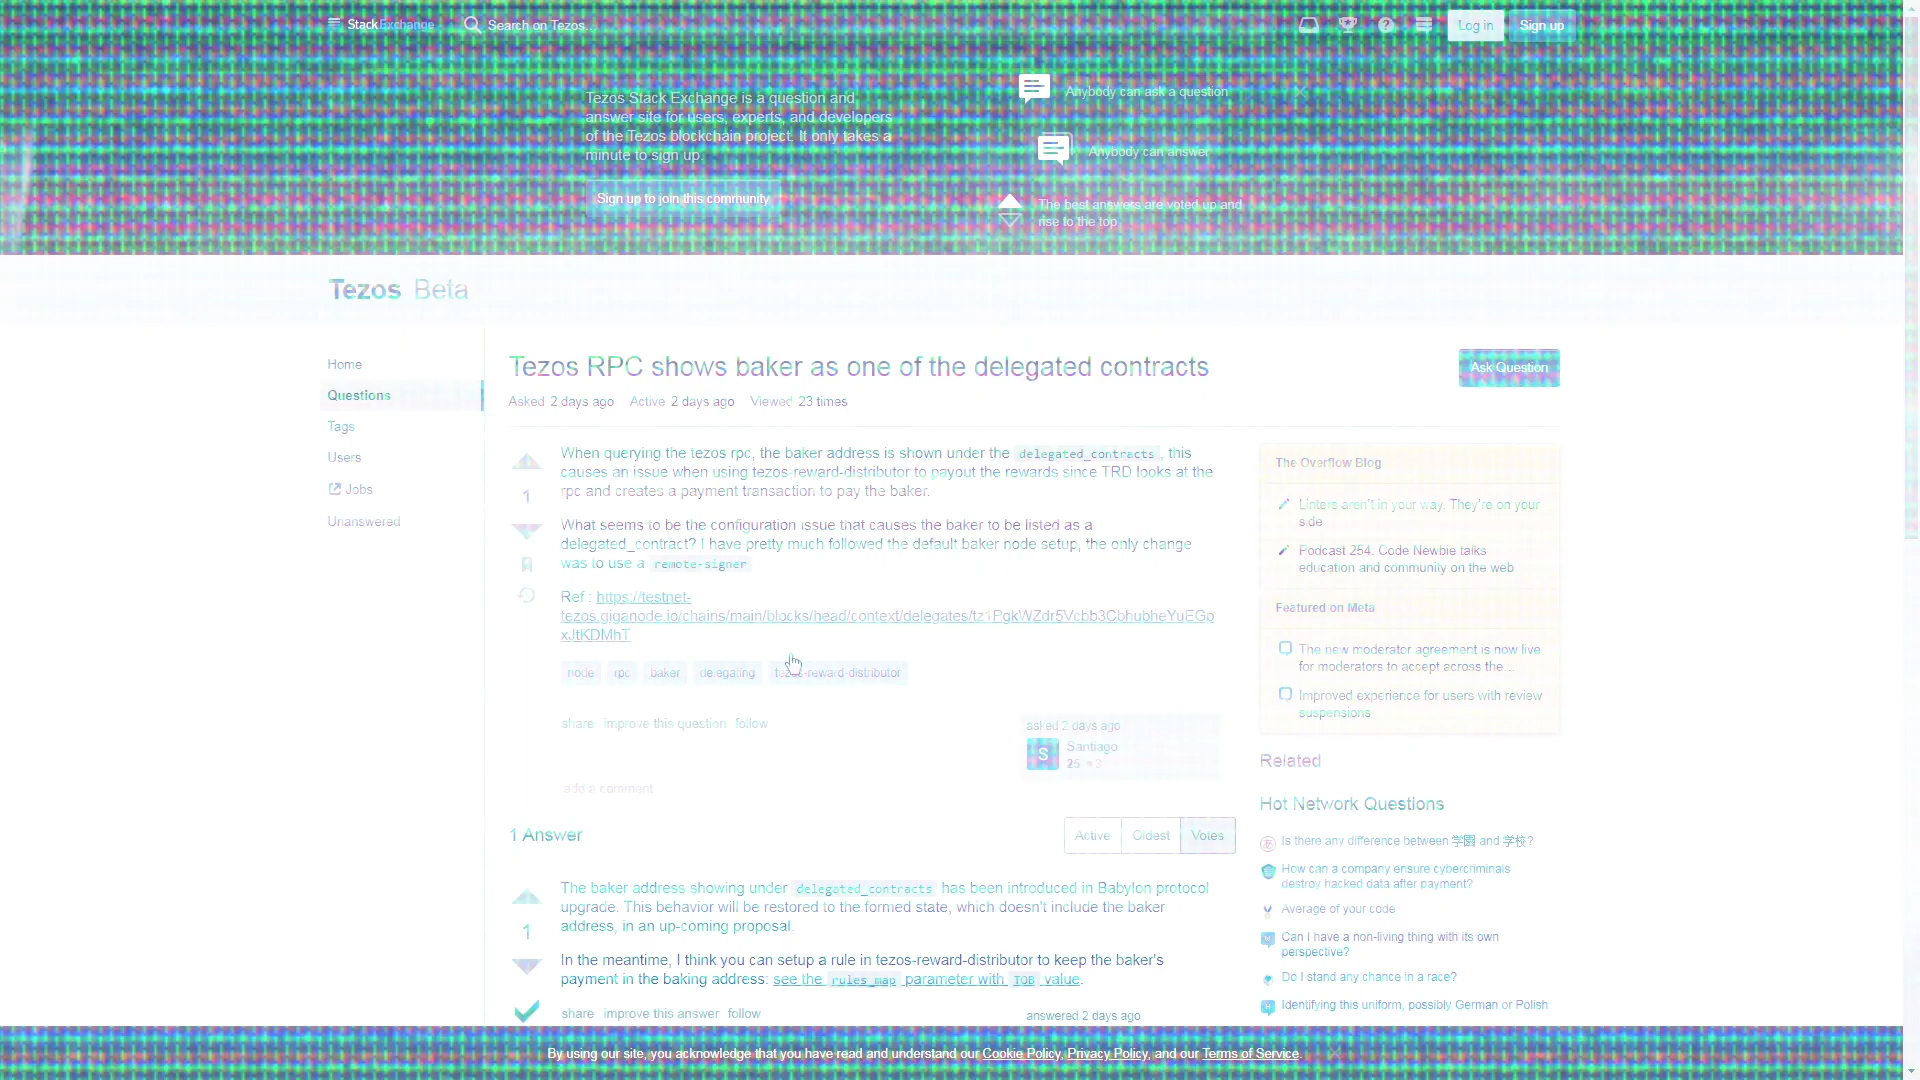 StackExchange
Search on Tezos...
Log in
Sign up
Tezos Stack Exchange is a question and
answer site for users, experts, and developers
of the Tezos blockchain project. It only takes a
minute to sign up.
Sign up to join this community
Anybody can ask a question
Anybody can answer
The best answers are voted up and
rise to the top
Tezos Beta
Home
Questions
Tags
Users
Jobs
Unanswered
Tezos RPC shows baker as one of the delegated contracts
Ask Question
Asked 2 days ago Active 2 days ago Viewed 23 times
1
When querying the tezos rpc, the baker address is shown under the delegated_contracts, this
causes an issue when using tezos-reward-distributor to payout the rewards since TRD looks at the
rpc and creates a payment transaction to pay the baker.
What seems to be the configuration issue that causes the baker to be listed as a
delegated_contract? I have pretty much followed the default baker node setup, the only change
was to use a remote-signer
Ref : https://testnet-
tezos.giganode.io/chains/main/blocks/head/context/delegates/tz1PgkWZdr5Vcbb3CbhubheYuEGp
xJtKDMhT
node rpc baker delegating tezos-reward-distributor
share improve this question follow
asked 2 days ago
S
Santiago
25 3
add a comment
1 Answer
Active Oldest Votes
1
The baker address showing under delegated_contracts has been introduced in Babylon protocol
upgrade. This behavior will be restored to the formed state, which doesn't include the baker
address, in an up-coming proposal.
In the meantime, I think you can setup a rule in tezos-reward-distributor to keep the baker's
payment in the baking address: see the rules_map parameter with TOB value.
share improve this answer follow
answered 2 days ago
The Overflow Blog
Linters aren't in your way. They're on your
side
Podcast 254: Code Newbie talks
education and community on the web
Featured on Meta
The new moderator agreement is now live
for moderators to accept across the...
Improved experience for users with review
suspensions
Related
Hot Network Questions
Is there any difference between 学園 and 学校?
How can a company ensure cybercriminals
destroy hacked data after payment?
Average of your code
Can I have a non-living thing with its own
perspective?
Do I stand any chance in a race?
Identifying this uniform, possibly German or Polish
By using our site, you acknowledge that you have read and understand our Cookie Policy, Privacy Policy, and our Terms of Service.